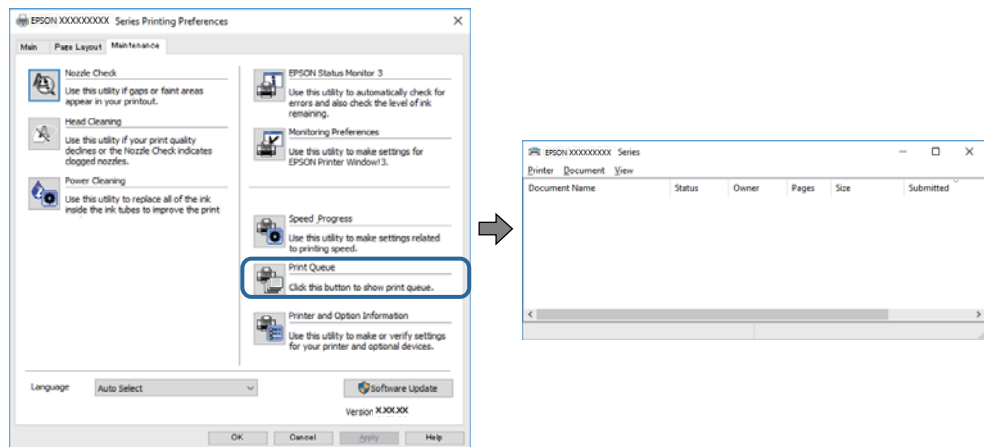 EPSON XXXXXXXXX Series Printing Preferences
Main Page Layout Maintenance
Nozzle Check
Use this utility if gaps or faint areas
appear in your printout.
Head Cleaning
Use this utility if your print quality
declines or the Nozzle Check indicates
clogged nozzles.
Power Cleaning
Use this utility to replace all of the ink
inside the ink tubes to improve the print
EPSON Status Monitor 3
Use this utility to automatically check for
errors and also check the level of ink
remaining.
Monitoring Preferences
Use this utility to make settings for
EPSON Printer Window!3.
Speed_Progress
Use this utility to make settings related
to printing speed.
Print Queue
Click this button to show print queue.
Printer and Option Information
Use this utility to make or verify settings
for your printer and optional devices.
Language Auto Select
Software Update
Version X.XX.XX
OK Cancel Apply Help
EPSON XXXXXXXXX Series
Printer Document View
Document Name Status Owner Pages Size Submitted